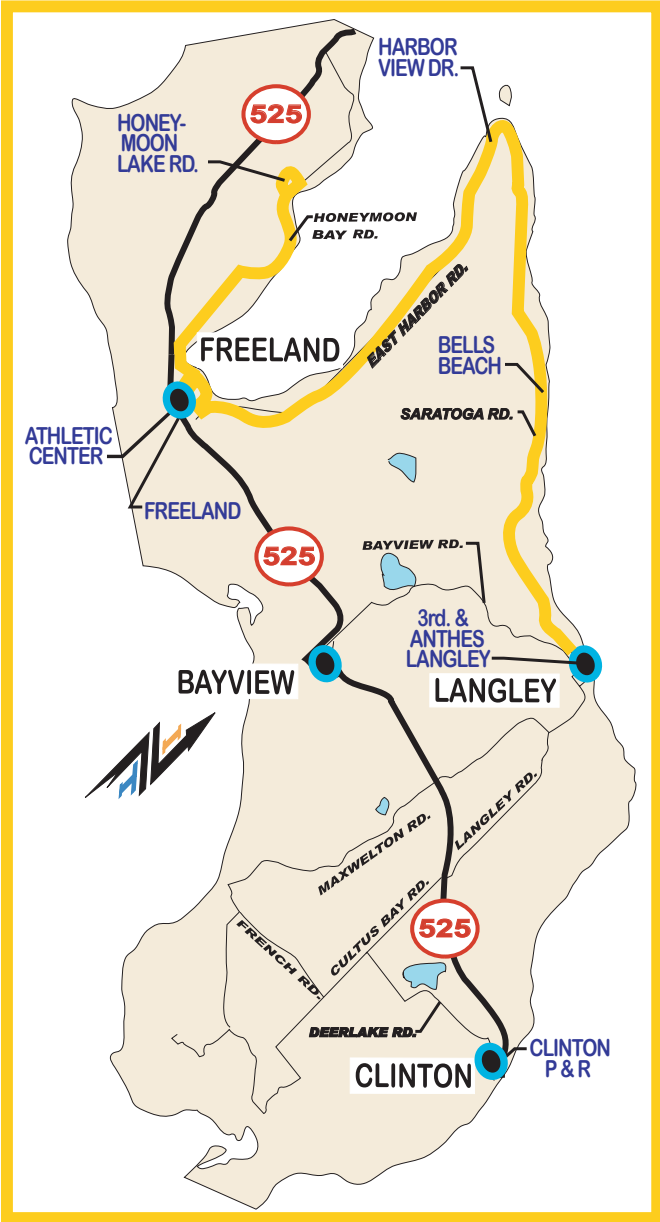 HARBOR
VIEW DR.
525
HONEY-
MOON
LAKE RD.
HONEYMOON
BAY RD.
EAST HARBOR RD.
FREELAND
BELLS
BEACH
SARATOGA RD.
ATHLETIC
CENTER
FREELAND
525
BAYVIEW RD.
3rd. &
ANTHES
LANGLEY
BAYVIEW
LANGLEY
MAXWELTON RD.
LANGLEY RD.
CULTUS BAY RD.
525
FRENCH RD.
DEERLAKE RD.
CLINTON
P & R
CLINTON